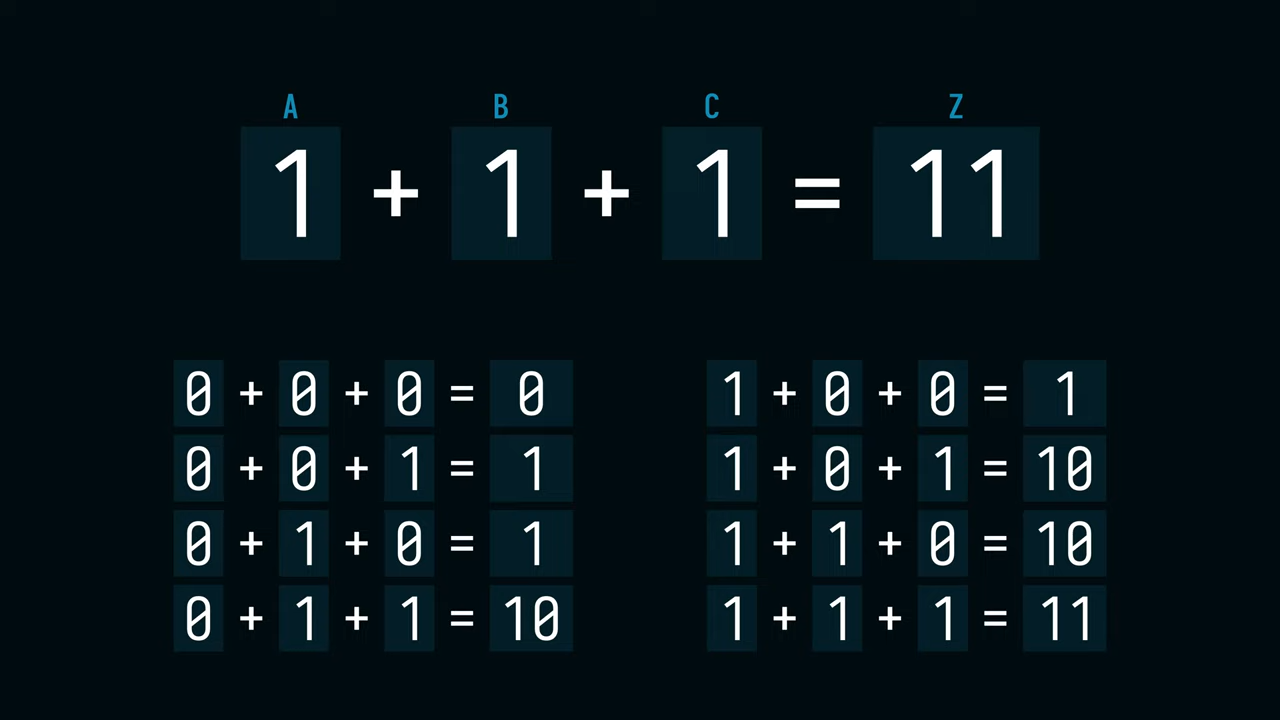 A B C Z
1 + 1 + 1 = 11
0 + 0 + 0 = 0
0 + 0 + 1 = 1
0 + 1 + 0 = 1
0 + 1 + 1 = 10
1 + 0 + 0 = 1
1 + 0 + 1 = 10
1 + 1 + 0 = 10
1 + 1 + 1 = 11